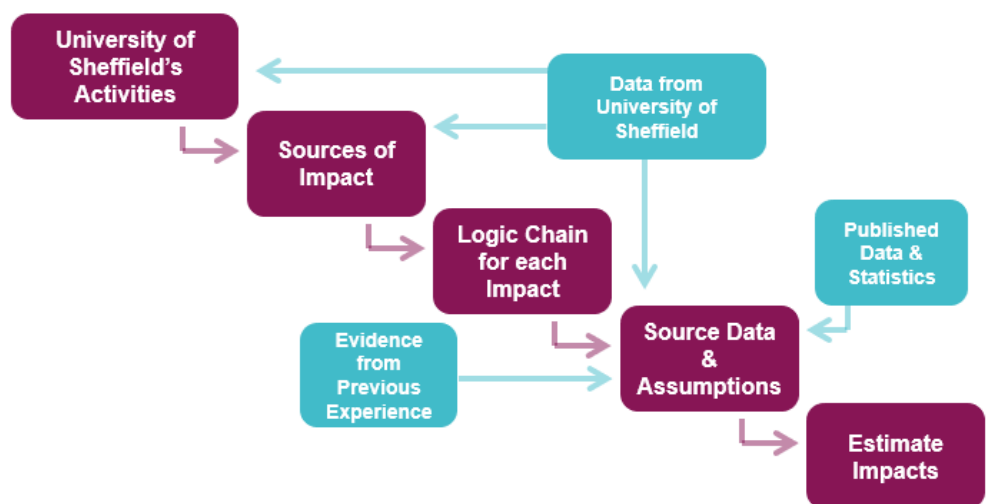 University of
Sheffield's
Activities
Data from
University of
Sheffield
Sources of
Impact
Logic Chain
for each
Impact
Published
Data &
Statistics
Evidence
from
Previous
Experience
Source Data
&
Assumptions
Estimate
Impacts